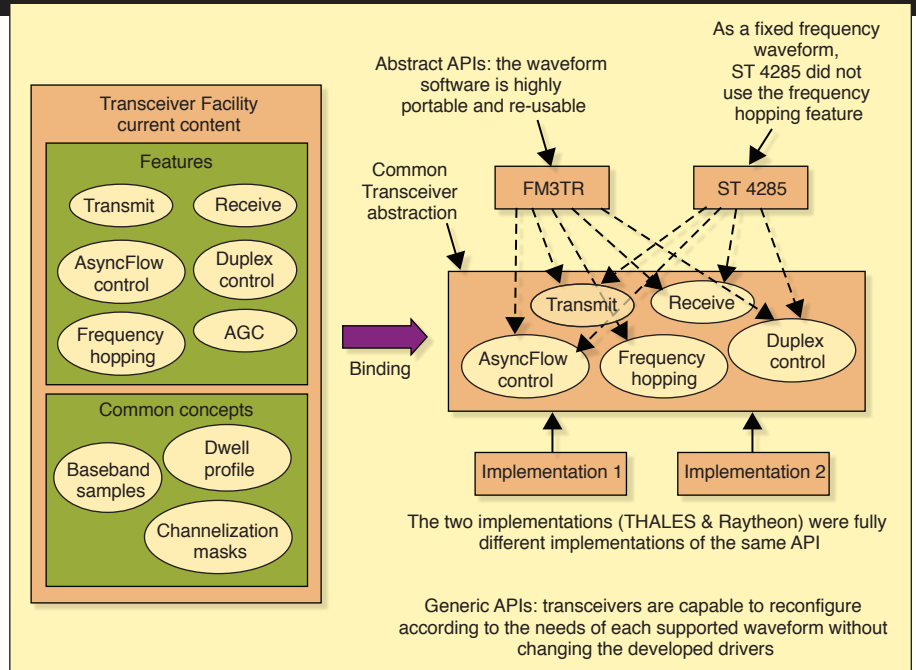 Transceiver Facility
current content
Features
Transmit
Receive
AsyncFlow
control
Duplex
control
Frequency
hopping
AGC
Common concepts
Baseband
samples
Dwell
profile
Channelization
masks
Binding
Abstract APIs: the waveform
software is highly
portable and re-usable
As a fixed frequency
waveform,
ST 4285 did not
use the frequency
hopping feature
Common
Transceiver
abstraction
FM3TR
ST 4285
Transmit
Receive
AsyncFlow
control
Frequency
hopping
Duplex
control
Implementation 1
Implementation 2
The two implementations (THALES & Raytheon) were fully
different implementations of the same API
Generic APIs: transceivers are capable to reconfigure
according to the needs of each supported waveform without
changing the developed drivers